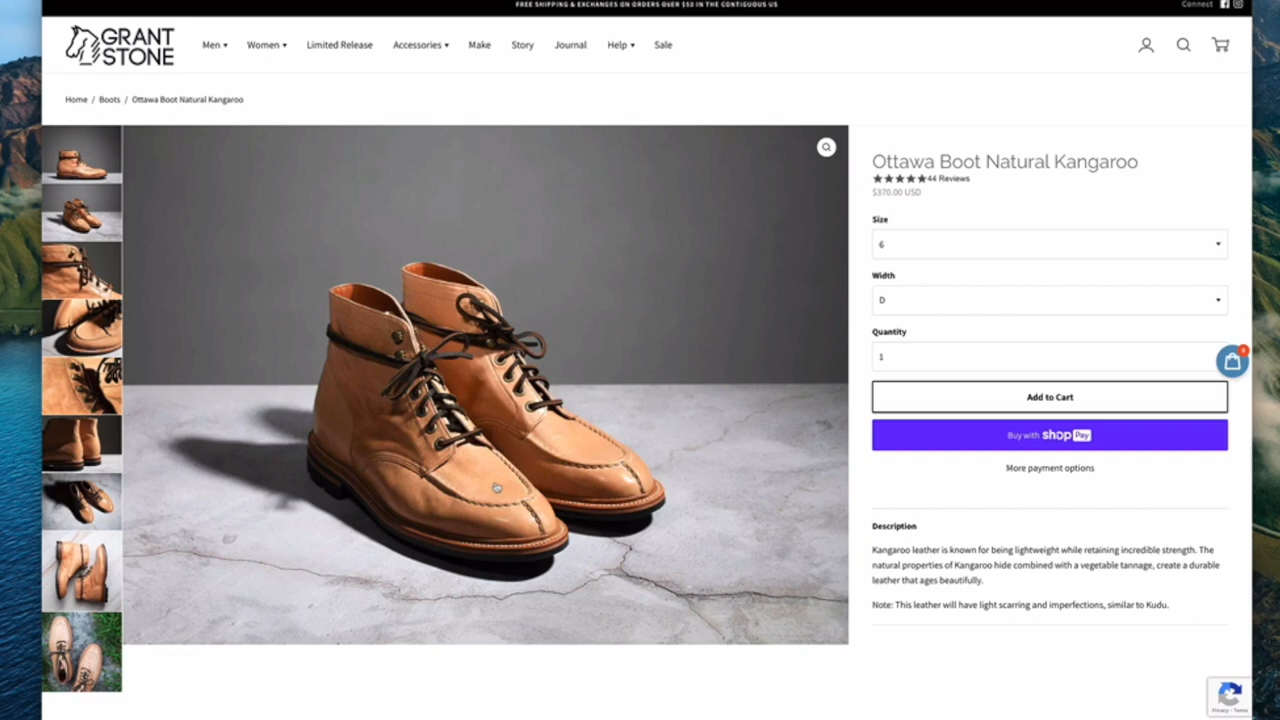 FREE SHIPPING & EXCHANGES ON ORDERS OVER $50 IN THE CONTIGUOUS US
Connect
GRANT
STONE
Men Women Limited Release Accessories Make Story Journal Help Sale
Home / Boots / Ottawa Boot Natural Kangaroo
Ottawa Boot Natural Kangaroo
44 Reviews
$370.00 USD
Size
6
Width
D
Quantity
1
Add to Cart
Buy with shop Pay
More payment options
Description
Kangaroo leather is known for being lightweight while retaining incredible strength. The
natural properties of Kangaroo hide combined with a vegetable tannage, create a durable
leather that ages beautifully.
Note: This leather will have light scarring and imperfections, similar to Kudu.
Privacy - Terms